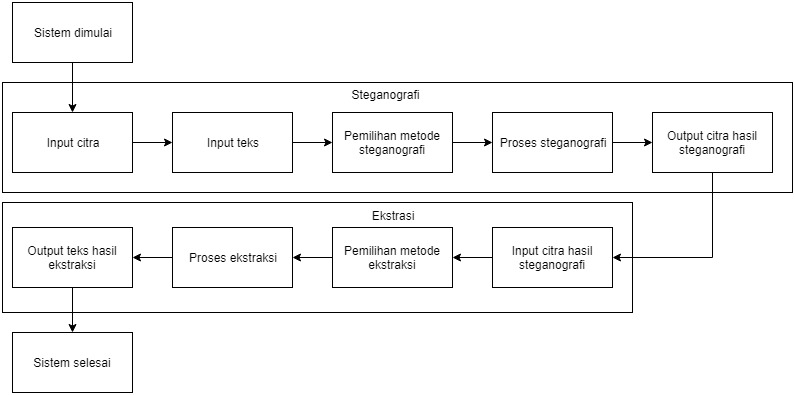 Sistem dimulai
Steganografi
Input citra
Input teks
Pemilihan metode
steganografi
Proses steganografi
Output citra hasil
steganografi
Ekstrasi
Input citra hasil
steganografi
Pemilihan metode
ekstraksi
Proses ekstraksi
Output teks hasil
ekstraksi
Sistem selesai